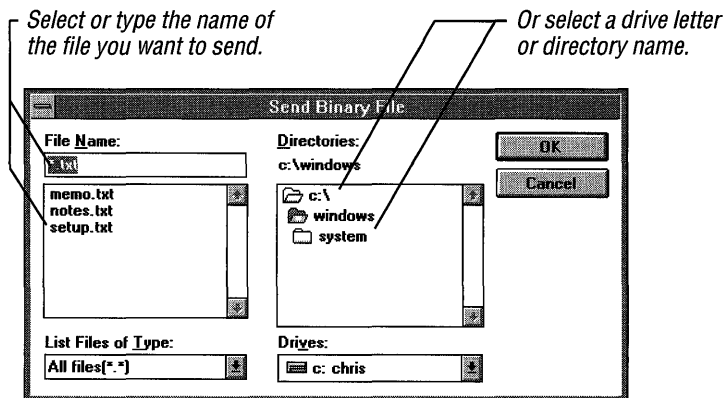 Select or type the name of
the file you want to send.
Or select a drive letter
or directory name.
Send Binary File
File Name:
*.txt
memo.txt
notes.txt
setup.txt
List Files of Type:
All files(*.*)
Directories:
c:\windows
c:\
windows
system
Drives:
c: chris
OK
Cancel